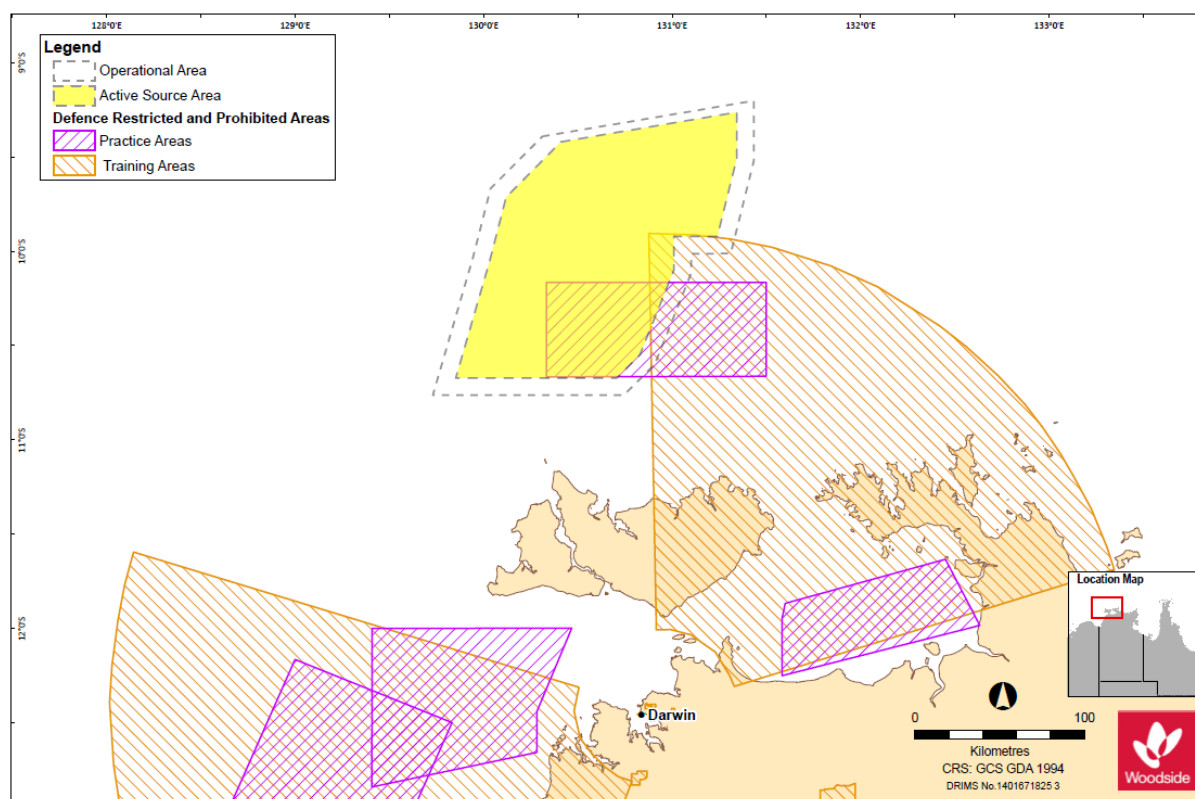 128°0'E 129°0'E 130°0'E 131°0'E 132°0'E 133°0'E
9°0'S
Legend
Operational Area
Active Source Area
Defence Restricted and Prohibited Areas
Practice Areas
Training Areas
10°0'S
11°0'S
12°0'S
Location Map
Darwin
0 100
Kilometres
CRS: GCS GDA 1994
DRIMS No.1401671825 3
Woodside